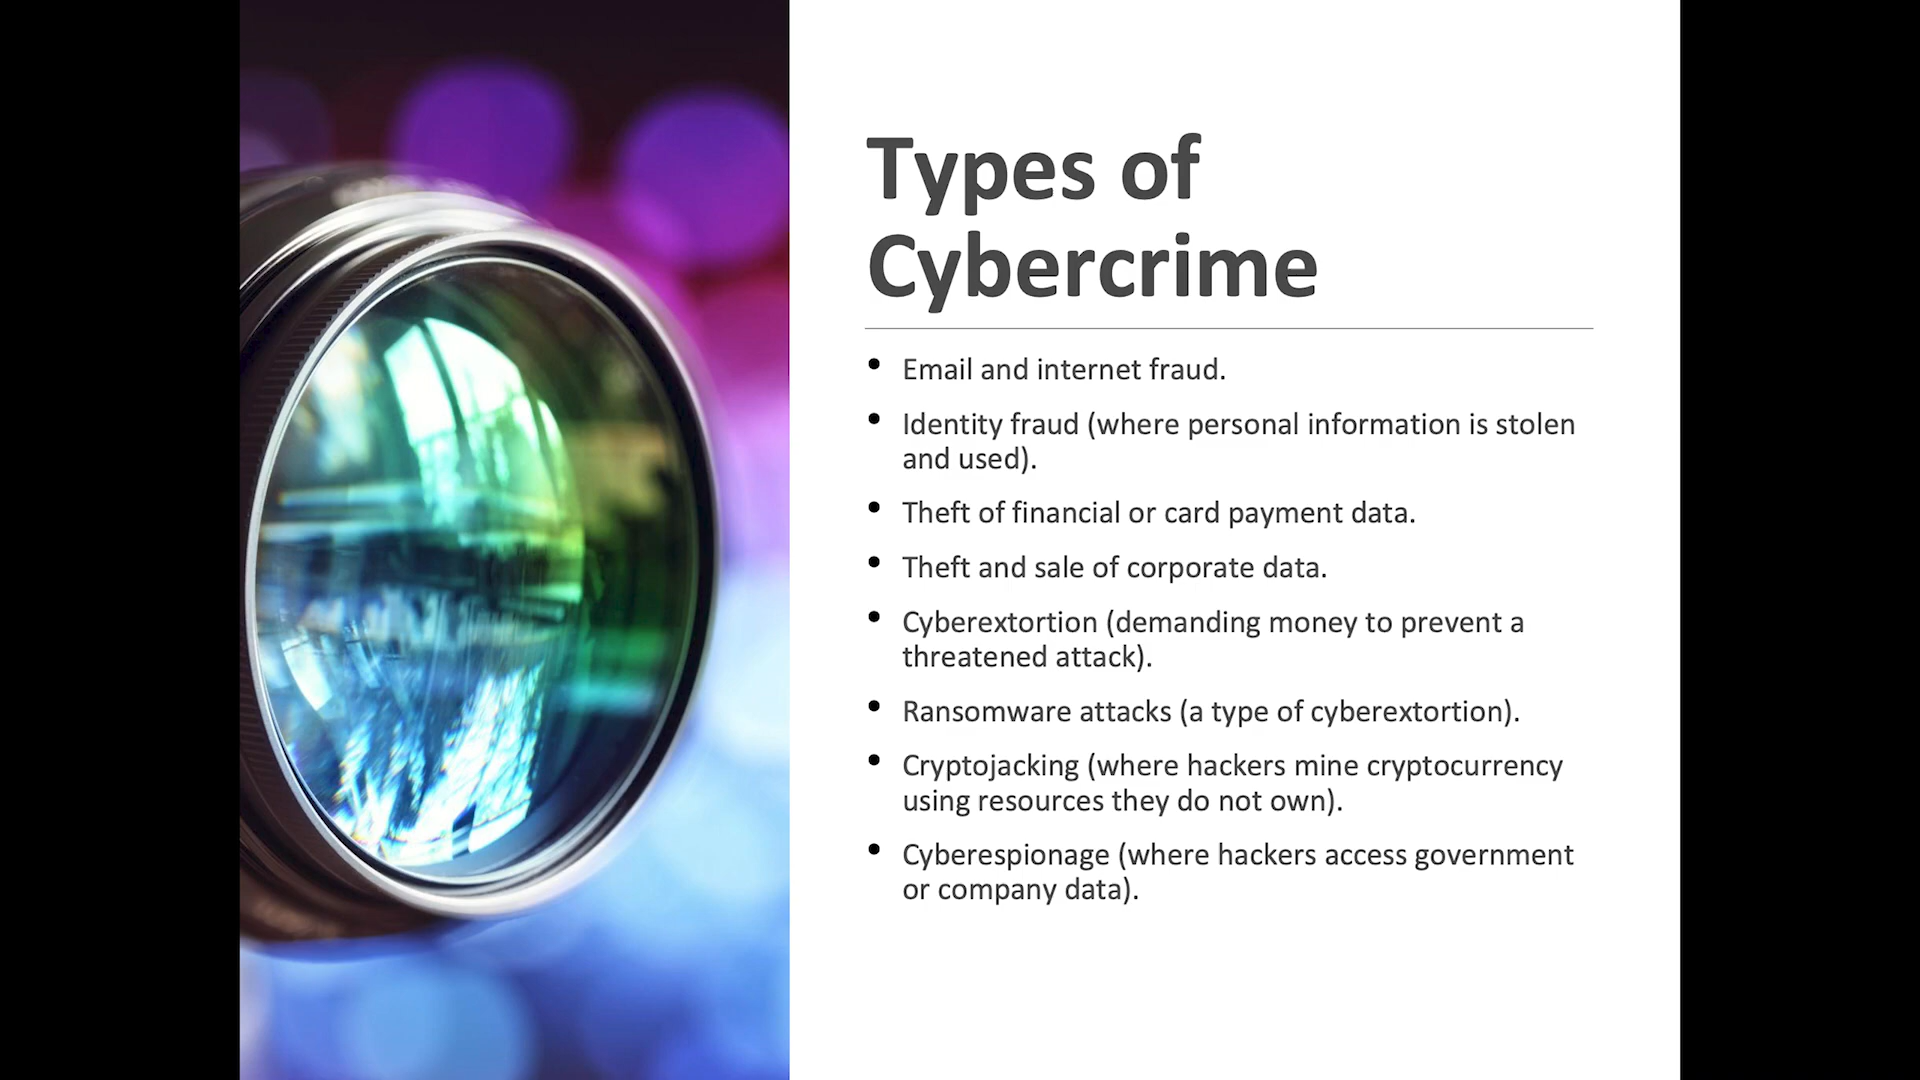 Types of
Cybercrime
• Email and internet fraud.
• Identity fraud (where personal information is stolen
and used).
• Theft of financial or card payment data.
• Theft and sale of corporate data.
• Cyberextortion (demanding money to prevent a
threatened attack).
• Ransomware attacks (a type of cyberextortion).
• Cryptojacking (where hackers mine cryptocurrency
using resources they do not own).
• Cyberespionage (where hackers access government
or company data).